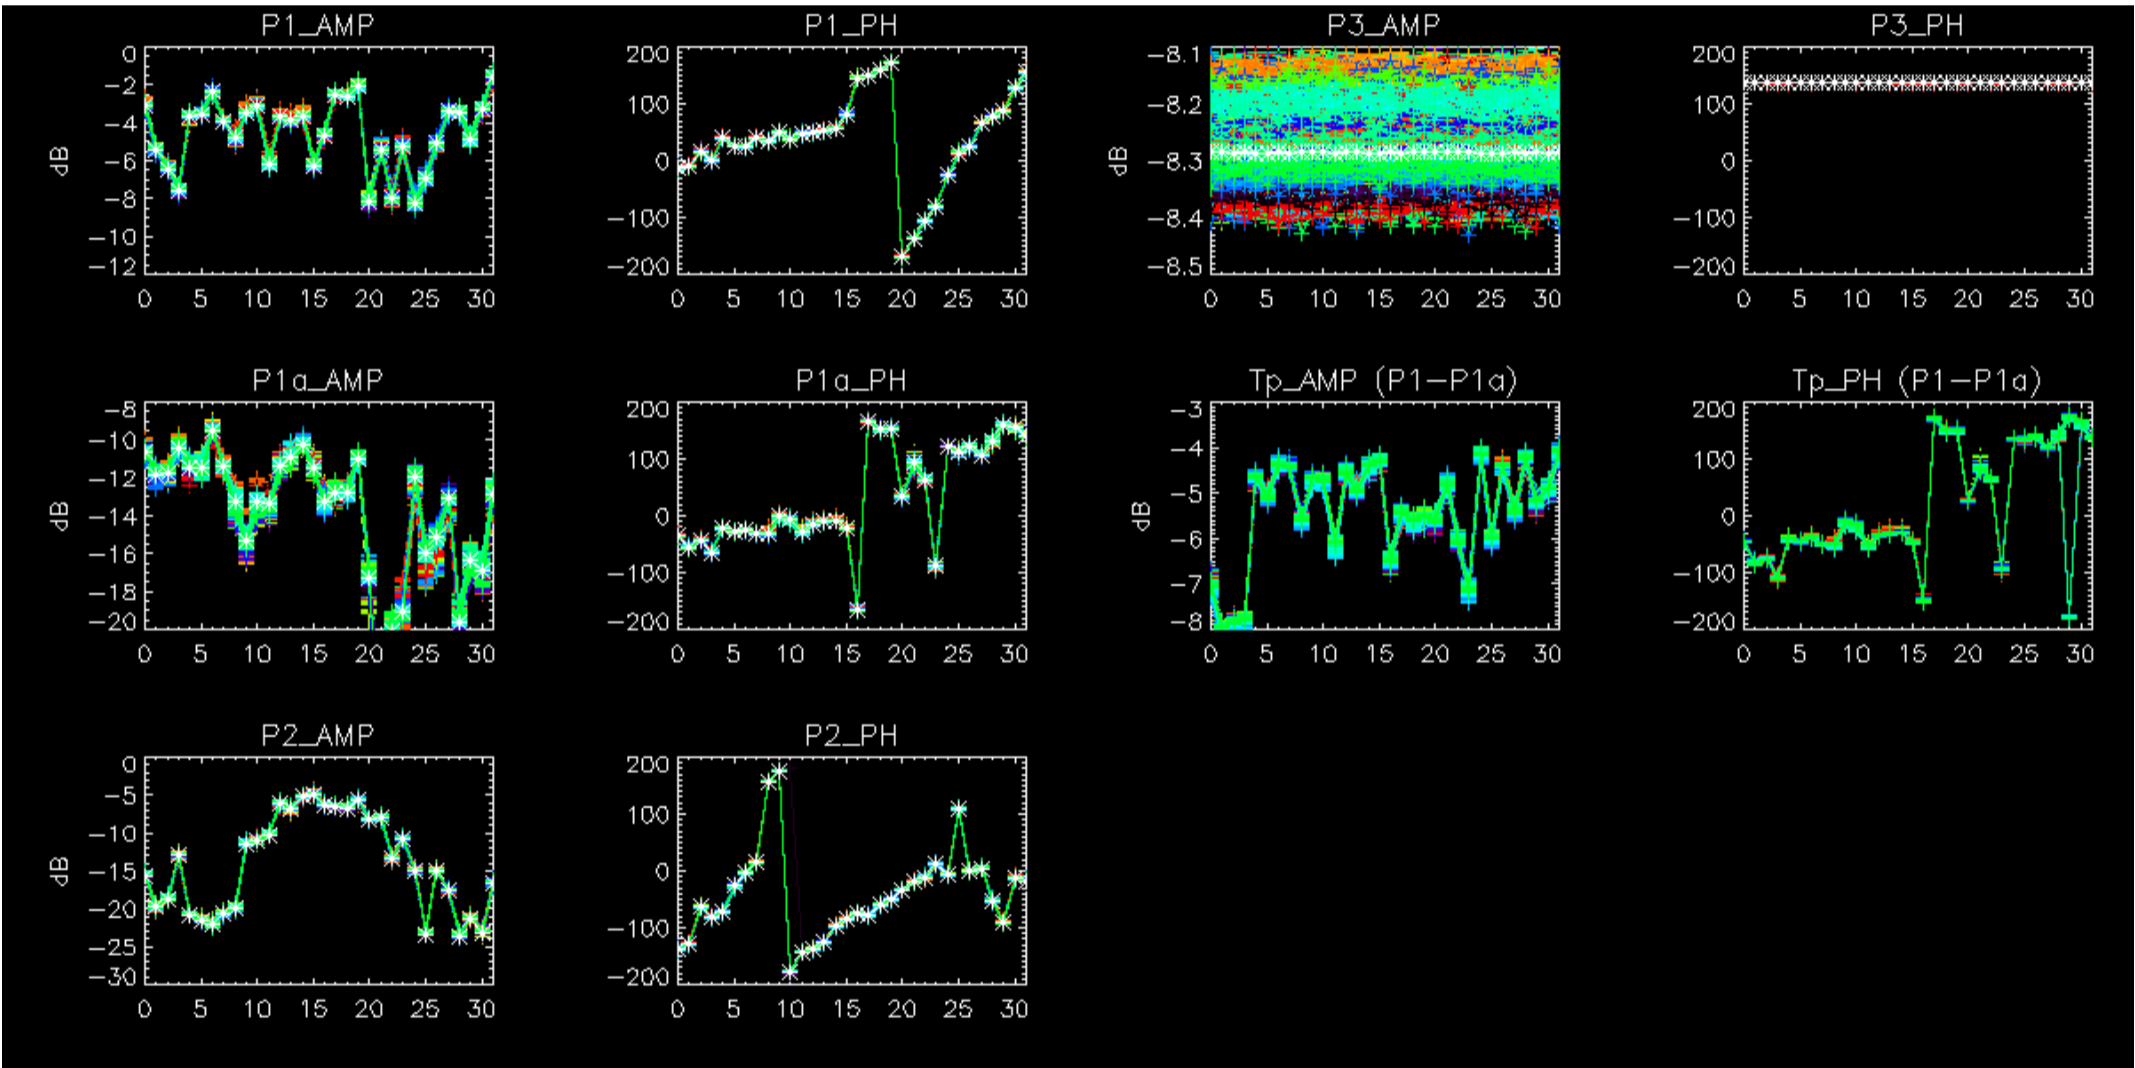 P1_AMP
0
-2
-4
-6
-8
-10
-12
dB
0 5 10 15 20 25 30
P1_PH
200
100
0
-100
-200
0 5 10 15 20 25 30
P3_AMP
-8.1
-8.2
-8.3
-8.4
-8.5
dB
0 5 10 15 20 25 30
P3_PH
200
100
0
-100
-200
0 5 10 15 20 25 30
P1a_AMP
-8
-10
-12
-14
-16
-18
-20
dB
0 5 10 15 20 25 30
P1a_PH
200
100
0
-100
-200
0 5 10 15 20 25 30
Tp_AMP (P1-P1a)
-3
-4
-5
-6
-7
-8
dB
0 5 10 15 20 25 30
Tp_PH (P1-P1a)
200
100
0
-100
-200
0 5 10 15 20 25 30
P2_AMP
0
-5
-10
-15
-20
-25
-30
dB
0 5 10 15 20 25 30
P2_PH
200
100
0
-100
-200
0 5 10 15 20 25 30